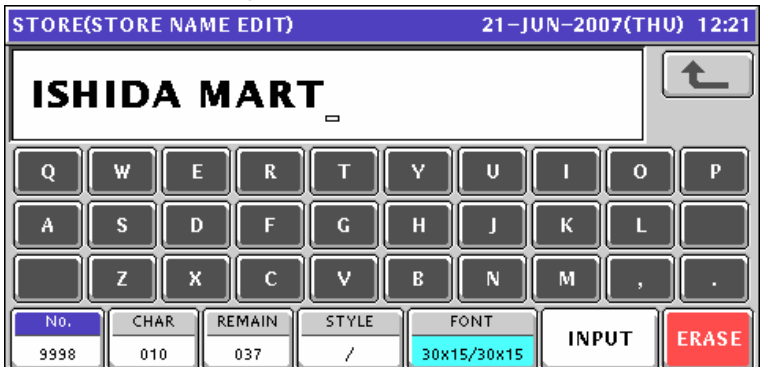 STORE(STORE NAME EDIT) 21-JUN-2007(THU) 12:21
ISHIDA MART
Q W E R T Y U I O P
A S D F G H J K L
Z X C V B N M , .
No. CHAR REMAIN STYLE FONT INPUT ERASE
9998 010 037 / 30x15/30x15